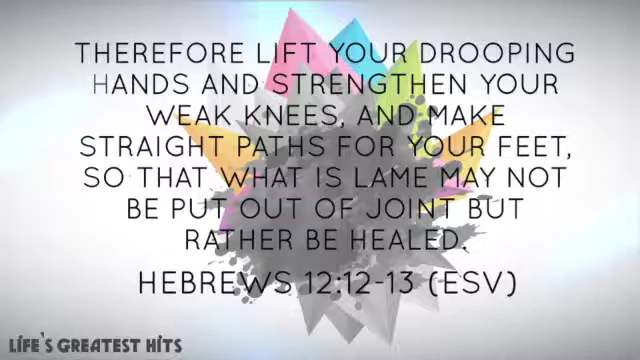 THEREFORE LIFT YOUR DROOPING
HANDS AND STRENGTHEN YOUR
WEAK KNEES, AND MAKE
STRAIGHT PATHS FOR YOUR FEET,
SO THAT WHAT IS LAME MAY NOT
BE PUT OUT OF JOINT BUT
RATHER BE HEALED.
HEBREWS 12:12-13 (ESV)
LIFE'S GREATEST HITS